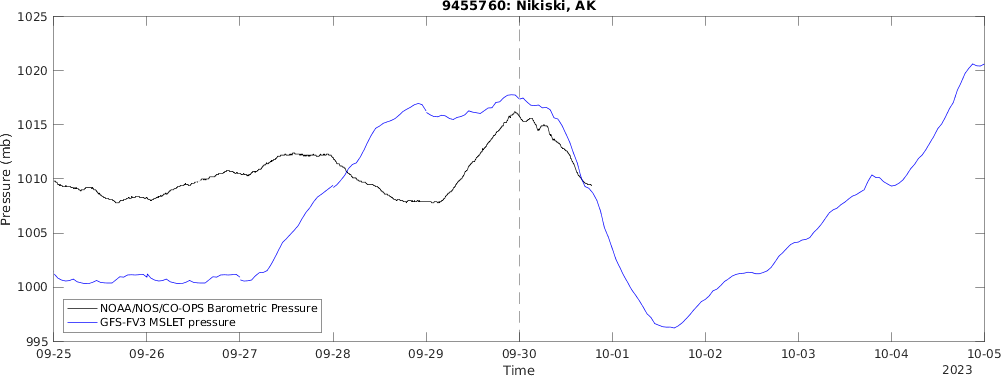 9455760: Nikiski, AK
1025
1020
1015
1010
1005
1000
995
Pressure (mb)
NOAA/NOS/CO-OPS Barometric Pressure
GFS-FV3 MSLET pressure
09-25 09-26 09-27 09-28 09-29 09-30 10-01 10-02 10-03 10-04 10-05
Time
2023